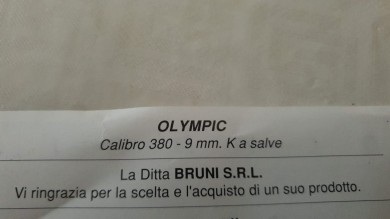 OLYMPIC
Calibro 380 - 9 mm. K a salve
La Ditta BRUNI S.R.L.
Vi ringrazia per la scelta e l'acquisto di un suo prodotto.